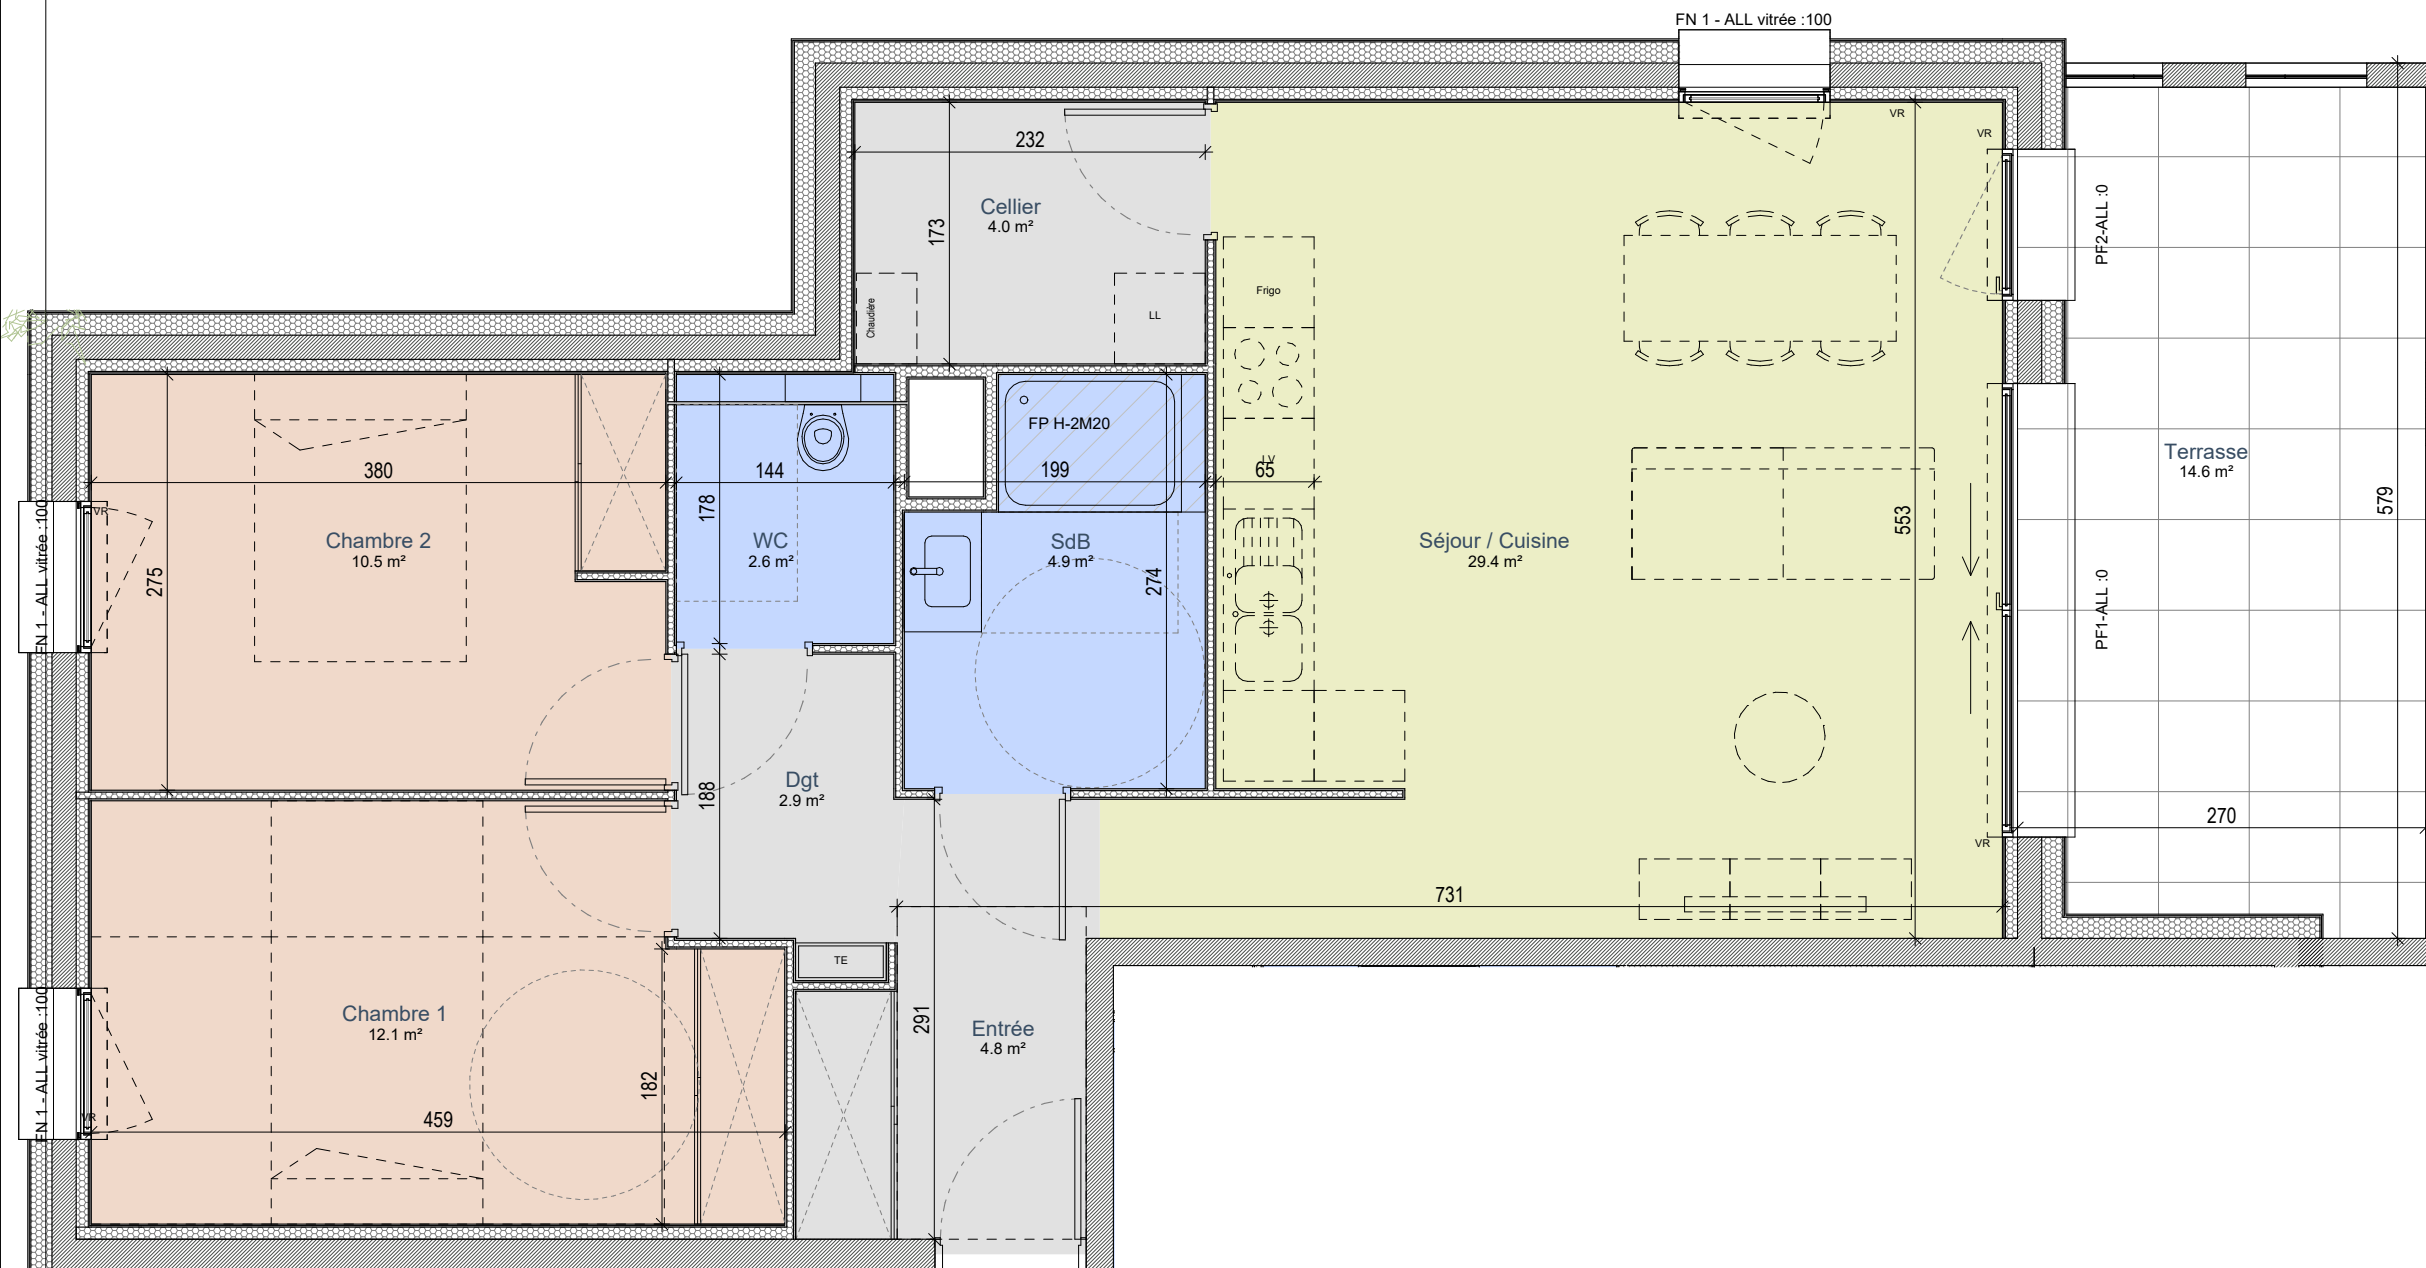 FN 1 - ALL vitrée :100
VR
VR
232
Cellier
4.0 m²
173
PF2-ALL :0
Frigo
Chaudière
LL
FP H-2M20
380
144
199
LV
65
Terrasse
14.6 m²
178
579
VR
FN 1 - ALL vitrée :100
Chambre 2
10.5 m²
WC
2.6 m²
SdB
4.9 m²
Séjour / Cuisine
29.4 m²
553
275
274
PF1-ALL :0
Dgt
2.9 m²
188
270
VR
731
TE
FN 1 - ALL vitrée :100
Chambre 1
12.1 m²
291
Entrée
4.8 m²
182
VR
459